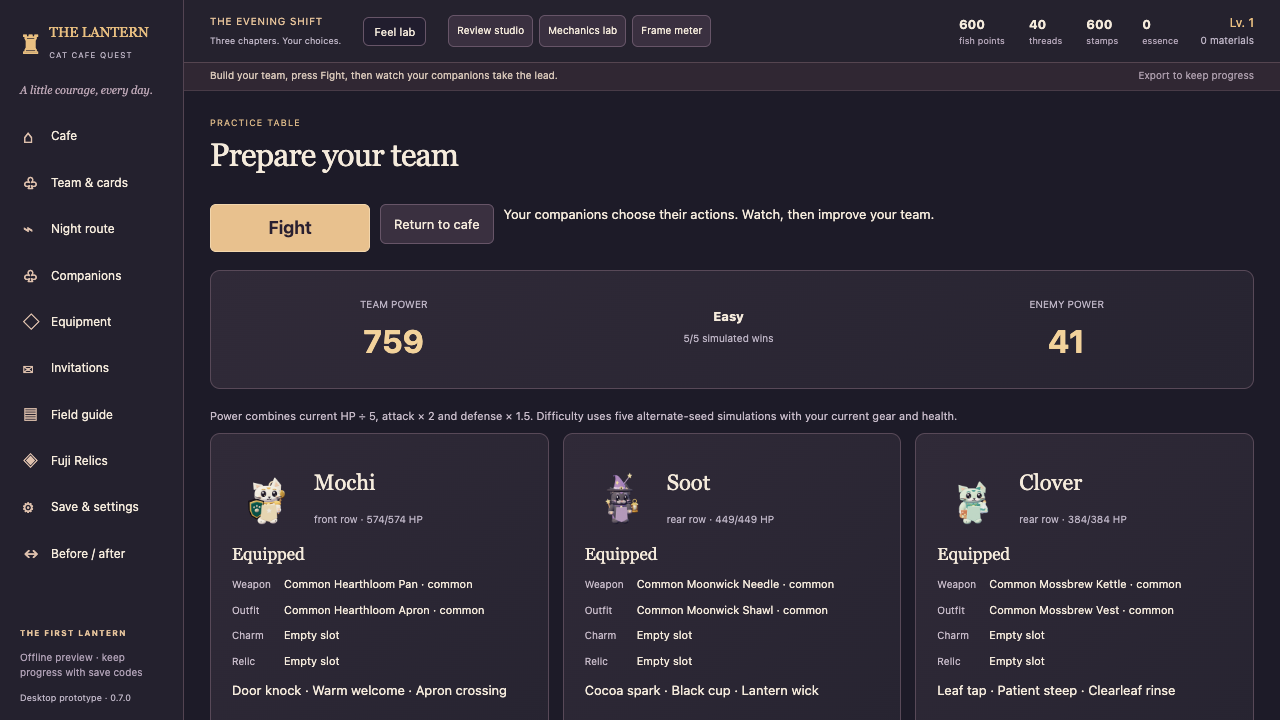 THE LANTERN
CAT CAFE QUEST
A little courage, every day.
Cafe
Team & cards
Night route
Companions
Equipment
Invitations
Field guide
Fuji Relics
Save & settings
Before / after
THE FIRST LANTERN
Offline preview · keep
progress with save codes
Desktop prototype · 0.7.0
THE EVENING SHIFT
Three chapters. Your choices.
Feel lab
Review studio
Mechanics lab
Frame meter
600
fish points
40
threads
600
stamps
0
essence
Lv. 1
0 materials
Build your team, press Fight, then watch your companions take the lead.
Export to keep progress
PRACTICE TABLE
Prepare your team
Fight
Return to cafe
Your companions choose their actions. Watch, then improve your team.
TEAM POWER
759
Easy
5/5 simulated wins
ENEMY POWER
41
Power combines current HP ÷ 5, attack × 2 and defense × 1.5. Difficulty uses five alternate-seed simulations with your current gear and health.
Mochi
front row · 574/574 HP
Equipped
Weapon Common Hearthloom Pan · common
Outfit Common Hearthloom Apron · common
Charm Empty slot
Relic Empty slot
Door knock · Warm welcome · Apron crossing
Soot
rear row · 449/449 HP
Equipped
Weapon Common Moonwick Needle · common
Outfit Common Moonwick Shawl · common
Charm Empty slot
Relic Empty slot
Cocoa spark · Black cup · Lantern wick
Clover
rear row · 384/384 HP
Equipped
Weapon Common Mossbrew Kettle · common
Outfit Common Mossbrew Vest · common
Charm Empty slot
Relic Empty slot
Leaf tap · Patient steep · Clearleaf rinse